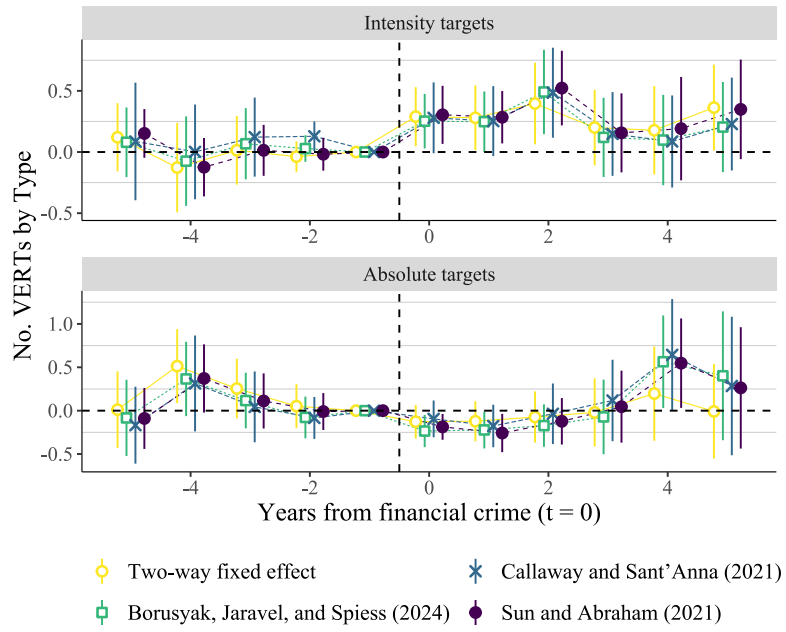 Intensity targets
0.5
0.0
-0.5
-4
-2
0
2
4
No. VERTs by Type
Absolute targets
1.0
0.5
0.0
-0.5
-4
-2
0
2
4
Years from financial crime (t = 0)
Two-way fixed effect
Callaway and Sant'Anna (2021)
Borusyak, Jaravel, and Spiess (2024)
Sun and Abraham (2021)